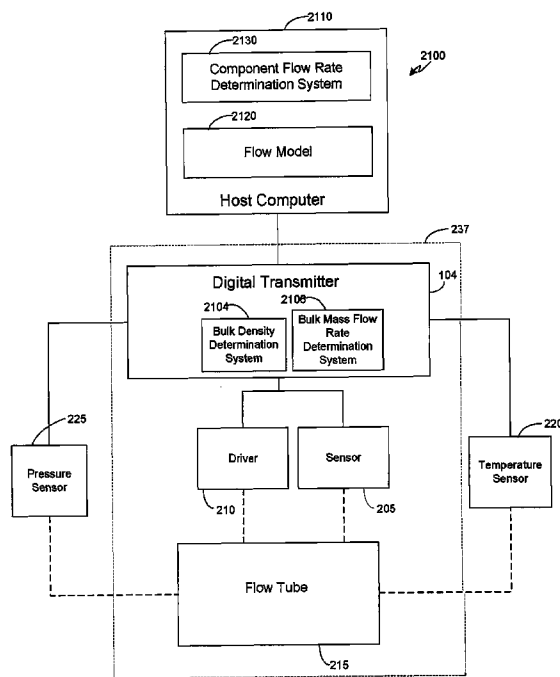 2110
2130
2100
Component Flow Rate
Determination System
2120
Flow Model
Host Computer
237
Digital Transmitter
104
2104
2106
Bulk Density
Determination
System
Bulk Mass Flow
Rate
Determination
System
225
220
Pressure
Sensor
Driver
Sensor
Temperature
Sensor
210
205
Flow Tube
215